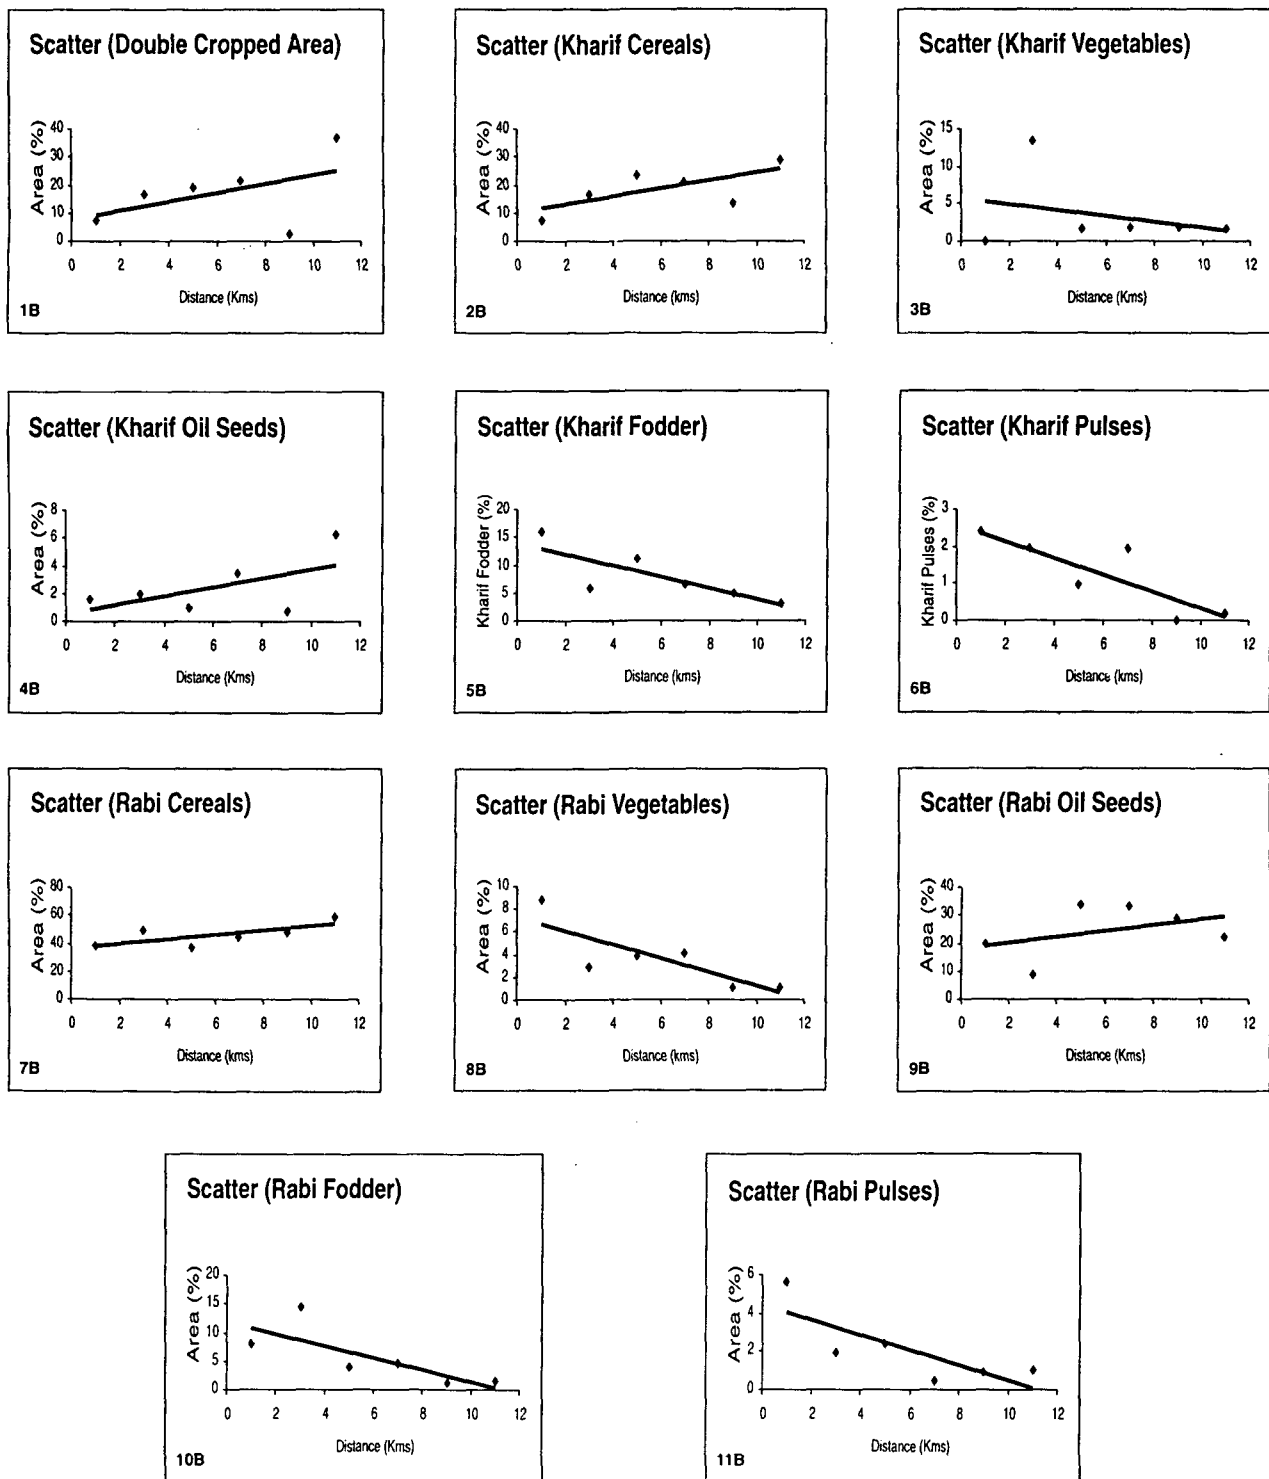 Scatter (Double Cropped Area)
Area (%)
40
30
20
10
0
0 2 4 6 8 10 12
Distance (Kms)
1B
Scatter (Kharif Cereals)
Area (%)
40
30
20
10
0
0 2 4 6 8 10 12
Distance (Kms)
2B
Scatter (Kharif Vegetables)
Area (%)
15
10
5
0
0 2 4 6 8 10 12
Distance (Kms)
3B
Scatter (Kharif Oil Seeds)
Area (%)
8
6
4
2
0
0 2 4 6 8 10 12
Distance (Kms)
4B
Scatter (Kharif Fodder)
Kharif Fodder (%)
20
15
10
5
0
0 2 4 6 8 10 12
Distance (kms)
5B
Scatter (Kharif Pulses)
Kharif Pulses (%)
3
2
1
0
0 2 4 6 8 10 12
Distance (kms)
6B
Scatter (Rabi Cereals)
Area (%)
80
60
40
20
0
0 2 4 6 8 10 12
Distance (kms)
7B
Scatter (Rabi Vegetables)
Area (%)
10
8
6
4
2
0
0 2 4 6 8 10 12
Distance (kms)
8B
Scatter (Rabi Oil Seeds)
Area (%)
40
30
20
10
0
0 2 4 6 8 10 12
Distance (kms)
9B
Scatter (Rabi Fodder)
Area (%)
20
15
10
5
0
0 2 4 6 8 10 12
Distance (Kms)
10B
Scatter (Rabi Pulses)
Area (%)
6
4
2
0
0 2 4 6 8 10 12
Distance (Kms)
11B